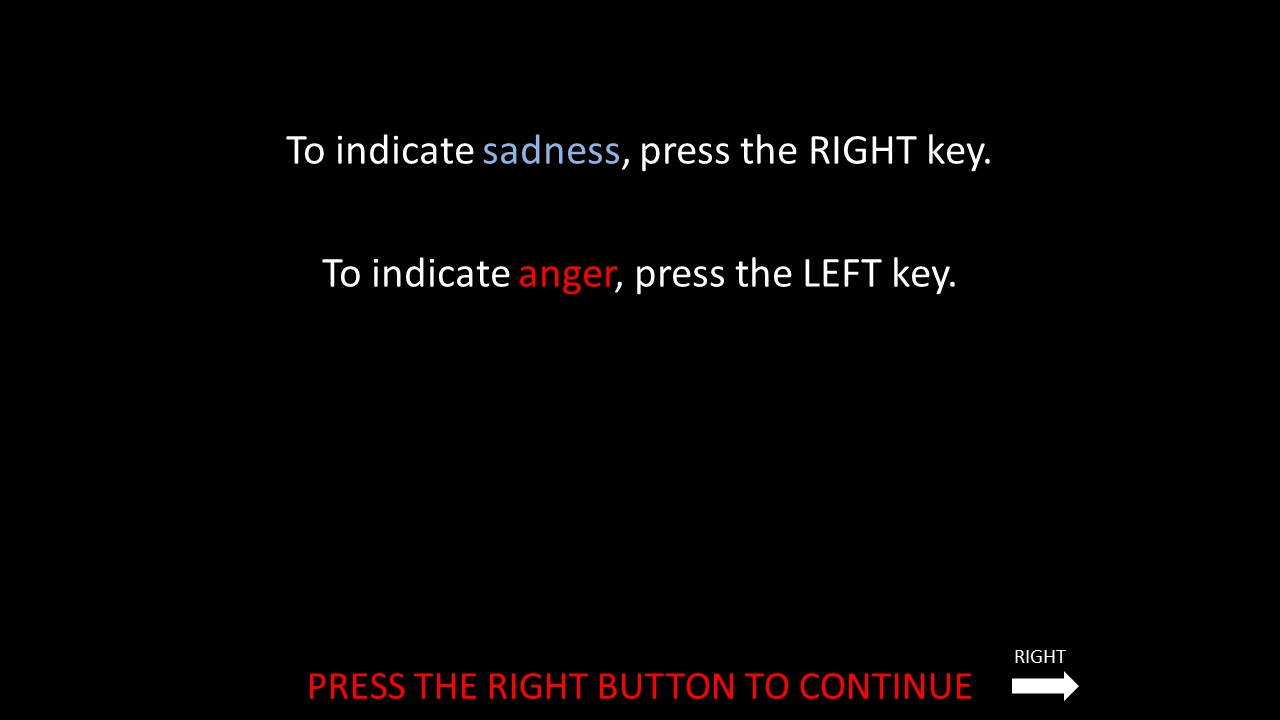 To indicate sadness, press the RIGHT key.
To indicate anger, press the LEFT key.
RIGHT
PRESS THE RIGHT BUTTON TO CONTINUE